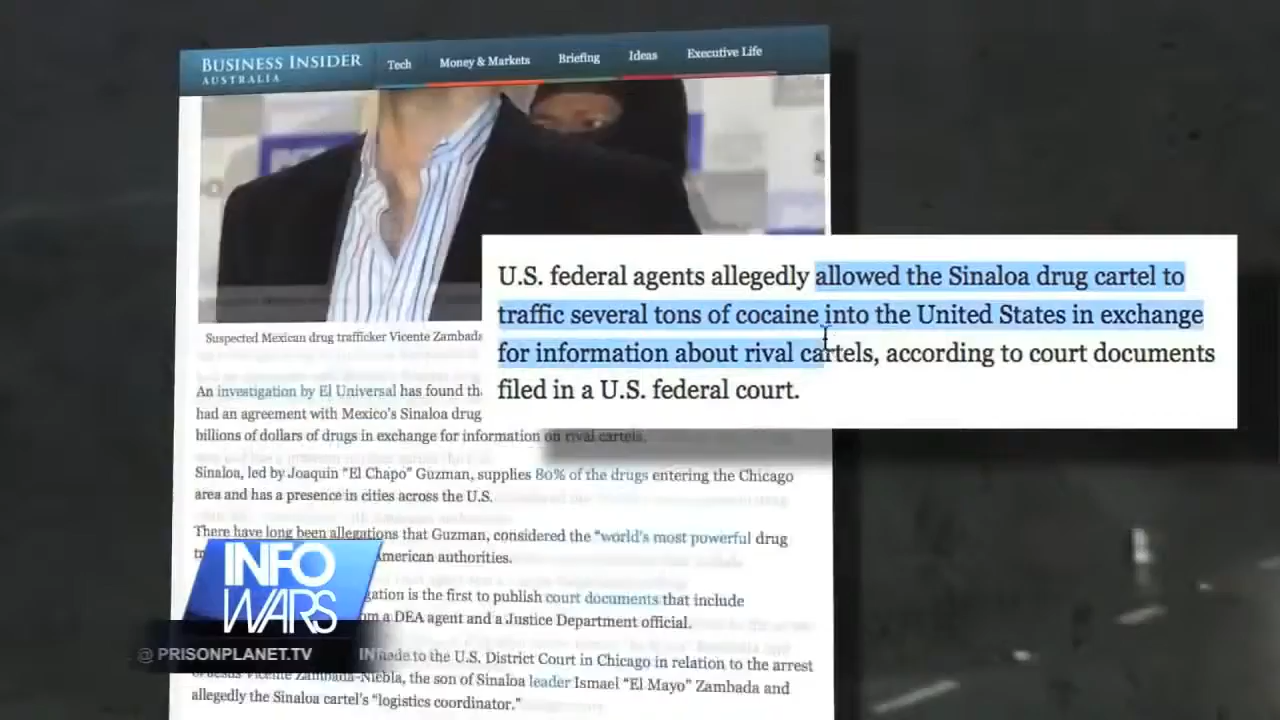 BUSINESS INSIDER
AUSTRALIA
Tech Money & Markets Briefing Ideas Executive Life
U.S. federal agents allegedly allowed the Sinaloa drug cartel to
traffic several tons of cocaine into the United States in exchange
for information about rival cartels, according to court documents
filed in a U.S. federal court.
Suspected Mexican drug trafficker Vicente Zambada
An investigation by El Universal has found
had an agreement with Mexico's Sinaloa drug
billions of dollars of drugs in exchange for information on rival cartels.
Sinaloa, led by Joaquin "El Chapo" Guzman, supplies 80% of the drugs entering the Chicago
area and has a presence in cities across the U.S.
There have long been allegations that Guzman, considered the "world's most powerful drug
American authorities.
is the first to publish court documents that include
a DEA agent and a Justice Department official.
made to the U.S. District Court in Chicago in relation to the arrest
Vicente Zambada-Niebla, the son of Sinaloa leader Ismael "El Mayo" Zambada and
allegedly the Sinaloa cartel's "logistics coordinator."
INFO
WARS
@ PRISONPLANET.TV